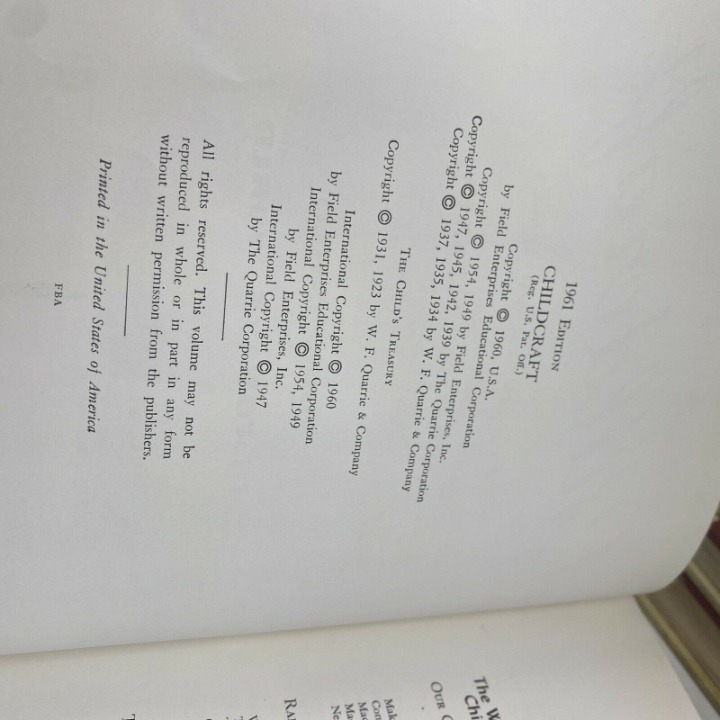 1961 Edition
CHILDCRAFT
(Reg. U.S. Pat. Off.)
Copyright © 1960, U.S.A.
by Field Enterprises Educational Corporation
Copyright © 1954, 1949 by Field Enterprises, Inc.
Copyright © 1947, 1945, 1942, 1939 by The Quarrie Corporation
Copyright © 1937, 1935, 1934 by W. F. Quarrie & Company
The Child's Treasury
Copyright © 1931, 1923 by W. F. Quarrie & Company
International Copyright © 1960
by Field Enterprises Educational Corporation
International Copyright © 1954, 1949
by Field Enterprises, Inc.
International Copyright © 1947
by The Quarrie Corporation
All rights reserved. This volume may not be
reproduced in whole or in part in any form
without written permission from the publishers.
Printed in the United States of America
FBA
The
Our